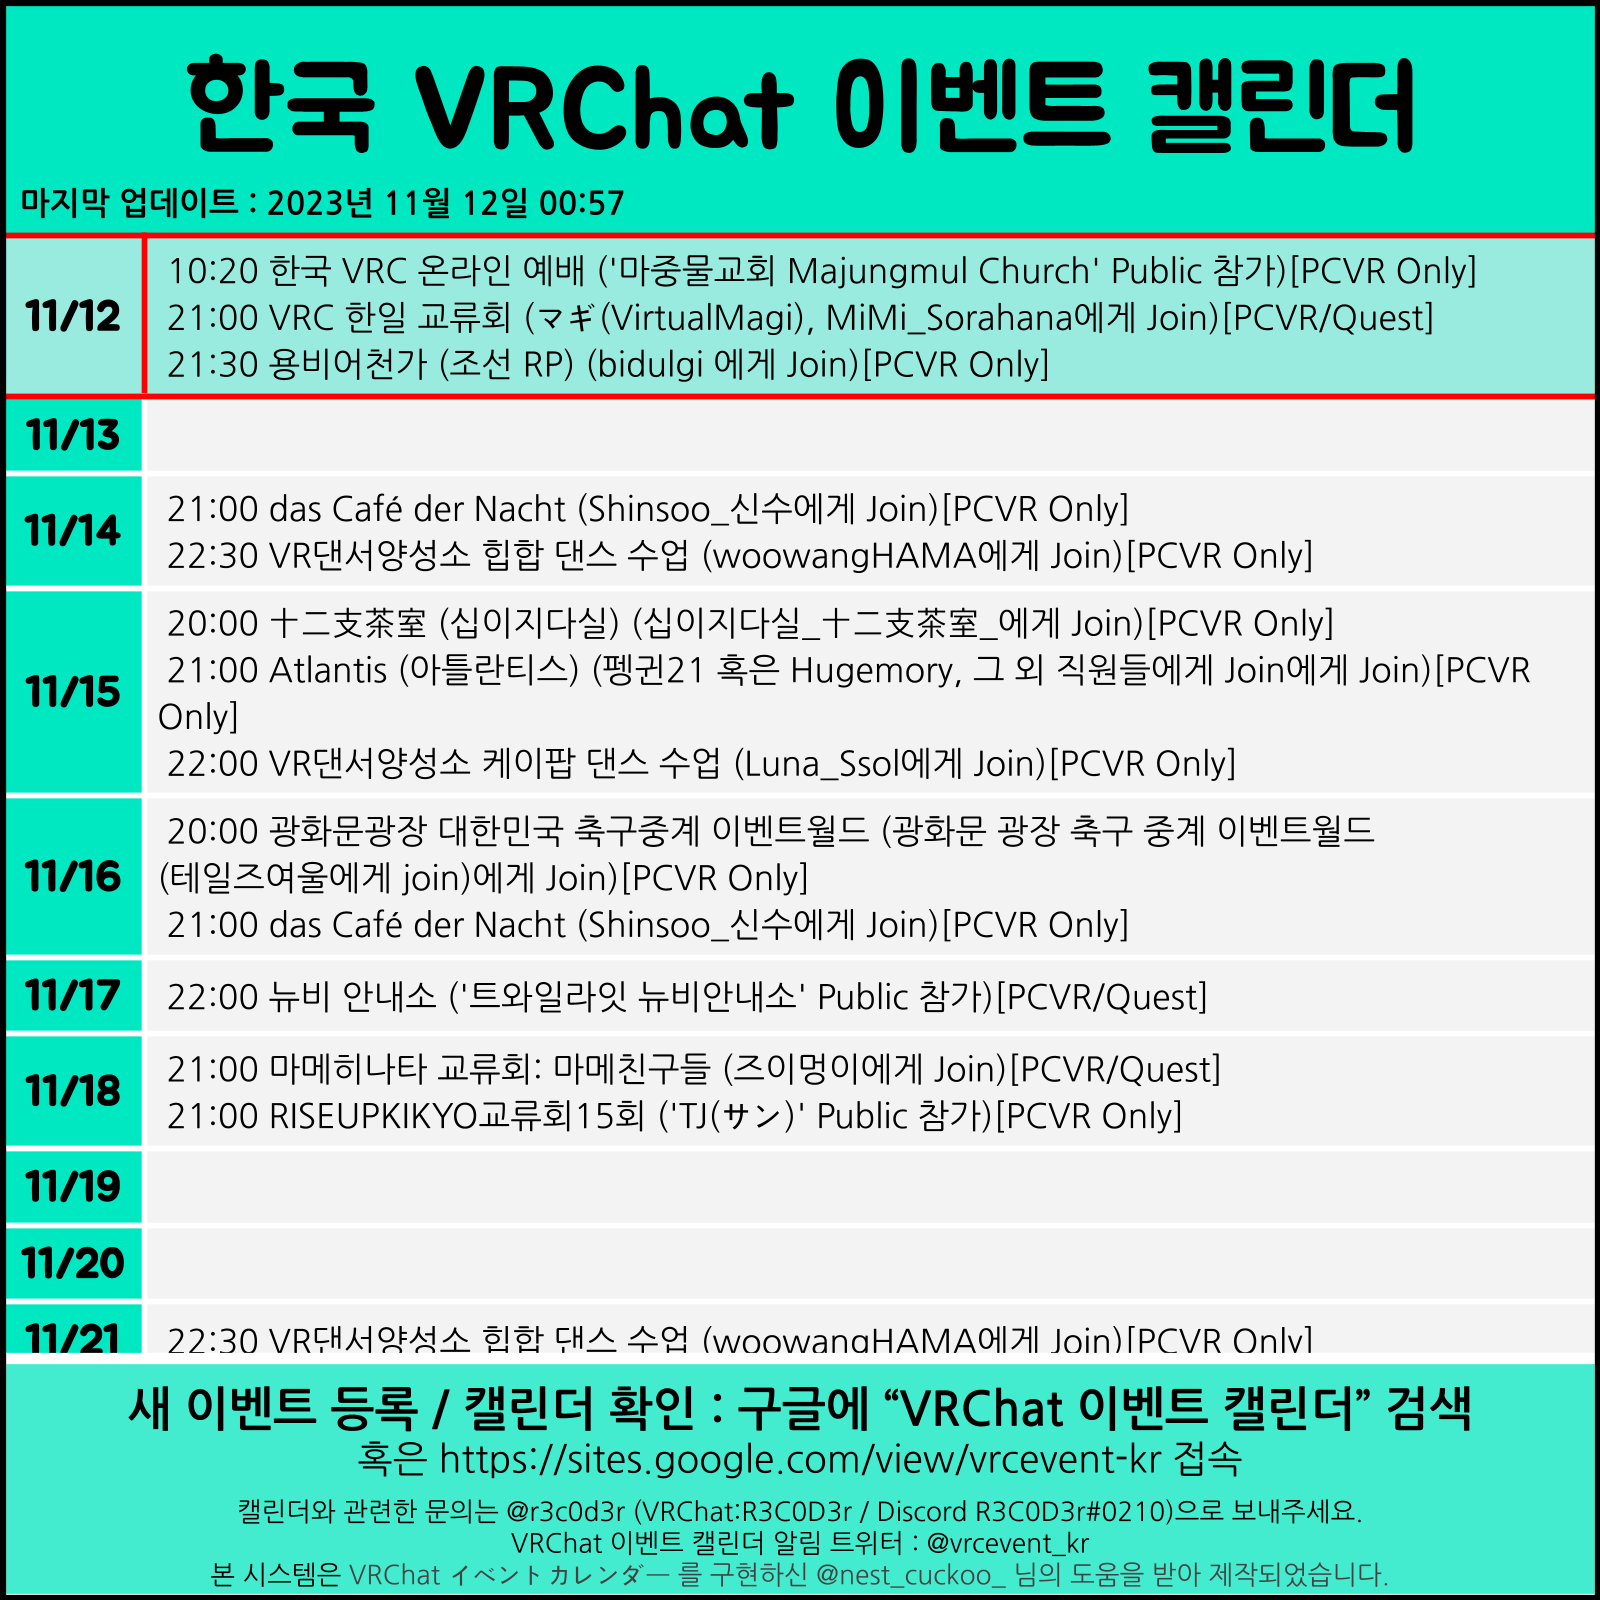 한국 VRChat 이벤트 캘린더
마지막 업데이트 : 2023년 11월 12일 00:57
11/12
10:20 한국 VRC 온라인 예배 ('마중물교회 Majungmul Church' Public 참가)[PCVR Only]
21:00 VRC 한일 교류회 (マギ(VirtualMagi), MiMi_Sorahana에게 Join)[PCVR/Quest]
21:30 용비어천가 (조선 RP) (bidulgi 에게 Join)[PCVR Only]
11/13
11/14
21:00 das Café der Nacht (Shinsoo_신수에게 Join)[PCVR Only]
22:30 VR댄서양성소 힙합 댄스 수업 (woowangHAMA에게 Join)[PCVR Only]
11/15
20:00 十二支茶室 (십이지다실) (십이지다실_十二支茶室_에게 Join)[PCVR Only]
21:00 Atlantis (아틀란티스) (펭귄21 혹은 Hugemory, 그 외 직원들에게 Join에게 Join)[PCVR
Only]
22:00 VR댄서양성소 케이팝 댄스 수업 (Luna_Ssol에게 Join)[PCVR Only]
11/16
20:00 광화문광장 대한민국 축구중계 이벤트월드 (광화문 광장 축구 중계 이벤트월드
(테일즈여울에게 join)에게 Join)[PCVR Only]
21:00 das Café der Nacht (Shinsoo_신수에게 Join)[PCVR Only]
11/17
22:00 뉴비 안내소 ('트와일라잇 뉴비안내소' Public 참가)[PCVR/Quest]
11/18
21:00 마메히나타 교류회: 마메친구들 (즈이멍이에게 Join)[PCVR/Quest]
21:00 RISEUPKIKYO교류회15회 ('TJ(サン)' Public 참가)[PCVR Only]
11/19
11/20
11/21
22:30 VR댄서양성소 힙합 댄스 수업 (woowangHAMA에게 Join)[PCVR Only]
새 이벤트 등록 / 캘린더 확인 : 구글에 “VRChat 이벤트 캘린더” 검색
혹은 https://sites.google.com/view/vrcevent-kr 접속
캘린더와 관련한 문의는 @r3c0d3r (VRChat:R3C0D3r / Discord R3C0D3r#0210)으로 보내주세요.
VRChat 이벤트 캘린더 알림 트위터 : @vrcevent_kr
본 시스템은 VRChat イベントカレンダー 를 구현하신 @nest_cuckoo_ 님의 도움을 받아 제작되었습니다.